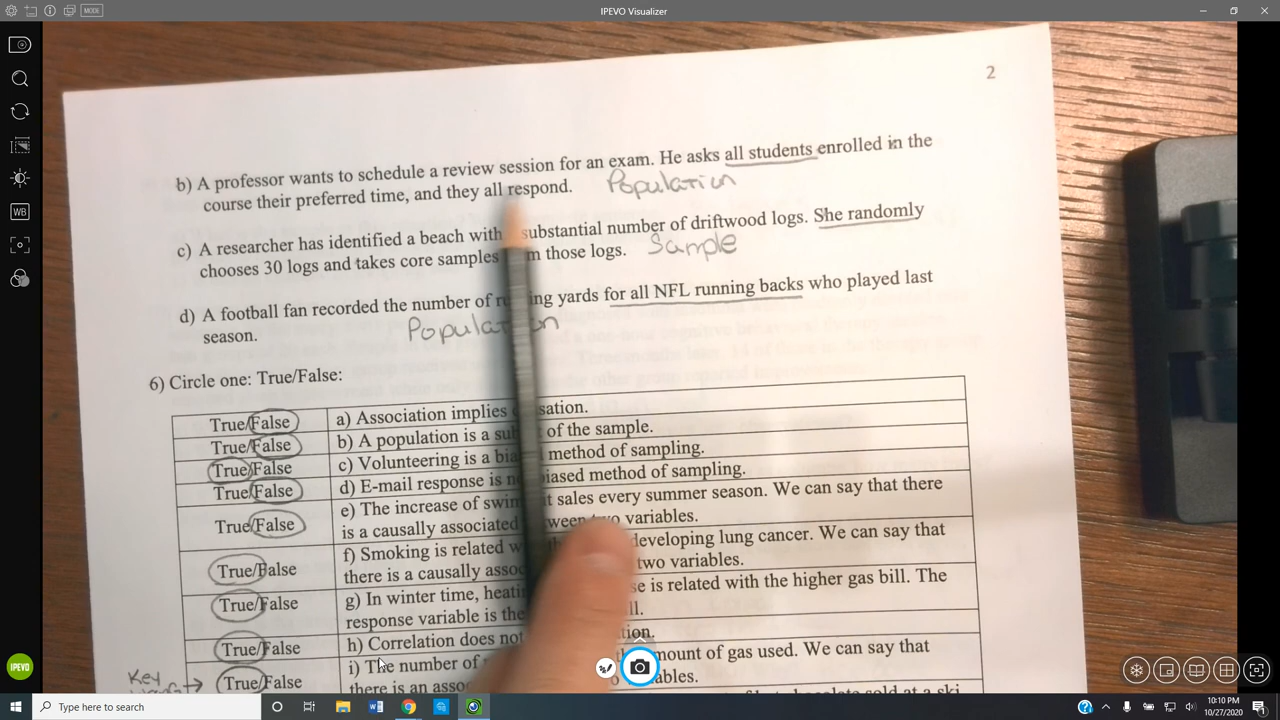 IPEVO Visualizer
MODE
2
b) A professor wants to schedule a review session for an exam. He asks all students enrolled in the
course their preferred time, and they all respond. Population
c) A researcher has identified a beach with substantial number of driftwood logs. She randomly
chooses 30 logs and takes core samples those logs. Sample
d) A football fan recorded the number of yards for all NFL running backs who played last
season. Population
6) Circle one: True/False:
True/False a) Association implies
True/False b) A population is a of the sample.
True/False c) Volunteering is a method of sampling.
True/False d) E-mail response is method of sampling.
True/False e) The increase of sales every summer season. We can say that there
is a causally associated two variables.
True/False f) Smoking is related developing lung cancer. We can say that
there is a causally two variables.
True/False g) In winter time, is related with the higher gas bill. The
response variable is the
True/False h) Correlation does not
Key
True/False i) The number of amount of gas used. We can say that
there is an
WB
IPEVO
Type here to search
10:10 PM
10/27/2020